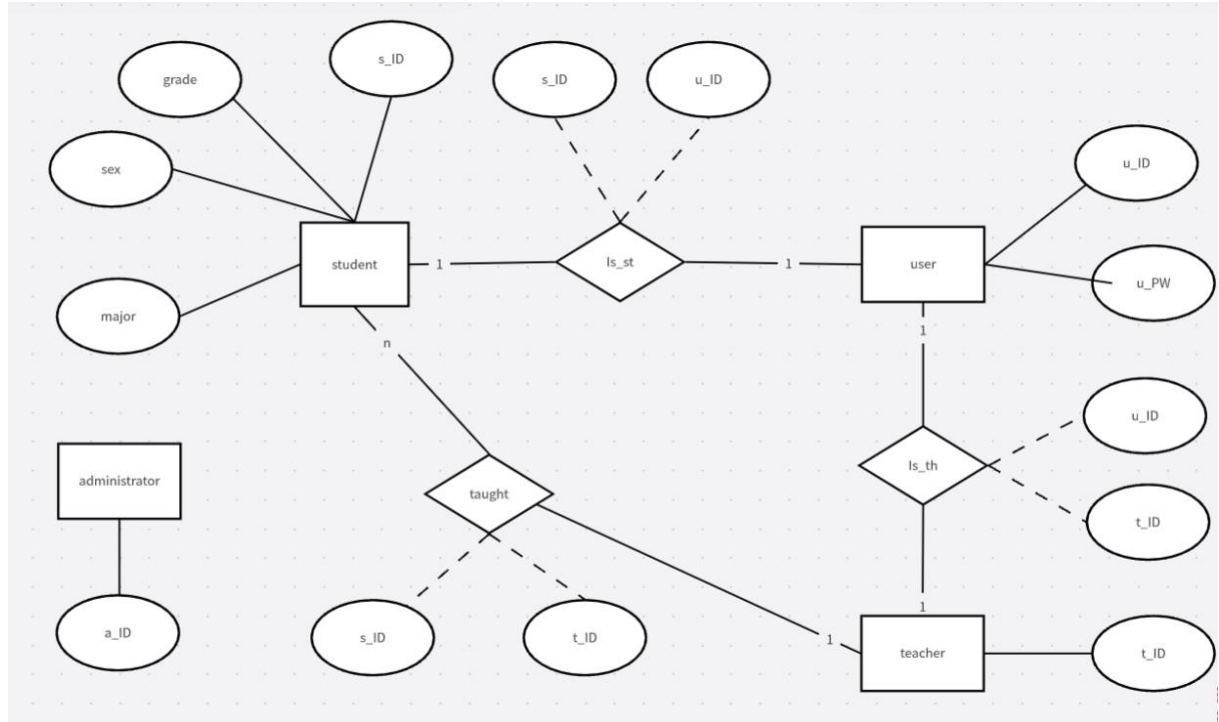 s_ID
grade
s_ID
u_ID
sex
u_ID
student
1
Is_st
1
user
u_PW
major
n
1
u_ID
administrator
taught
Is_th
t_ID
a_ID
s_ID
t_ID
1
1
teacher
t_ID